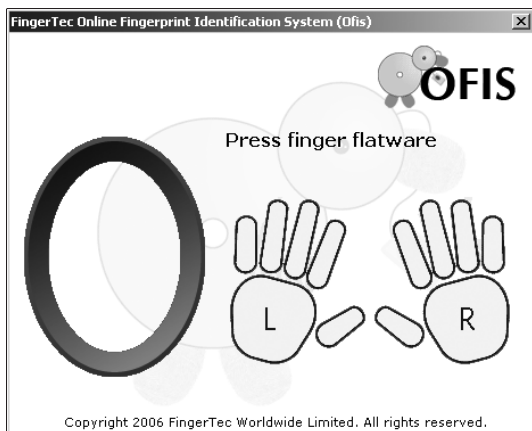 FingerTec Online Fingerprint Identification System (Ofis)
OFIS
Press finger flatware
L R
Copyright 2006 FingerTec Worldwide Limited. All rights reserved.